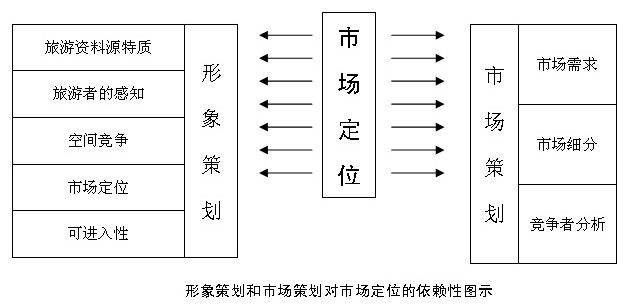 旅游资料源特质
旅游者的感知
空间竞争
市场定位
可进入性
形象策划
市场定位
市场策划
市场需求
市场细分
竞争者分析
形象策划和市场策划对市场定位的依赖性图示